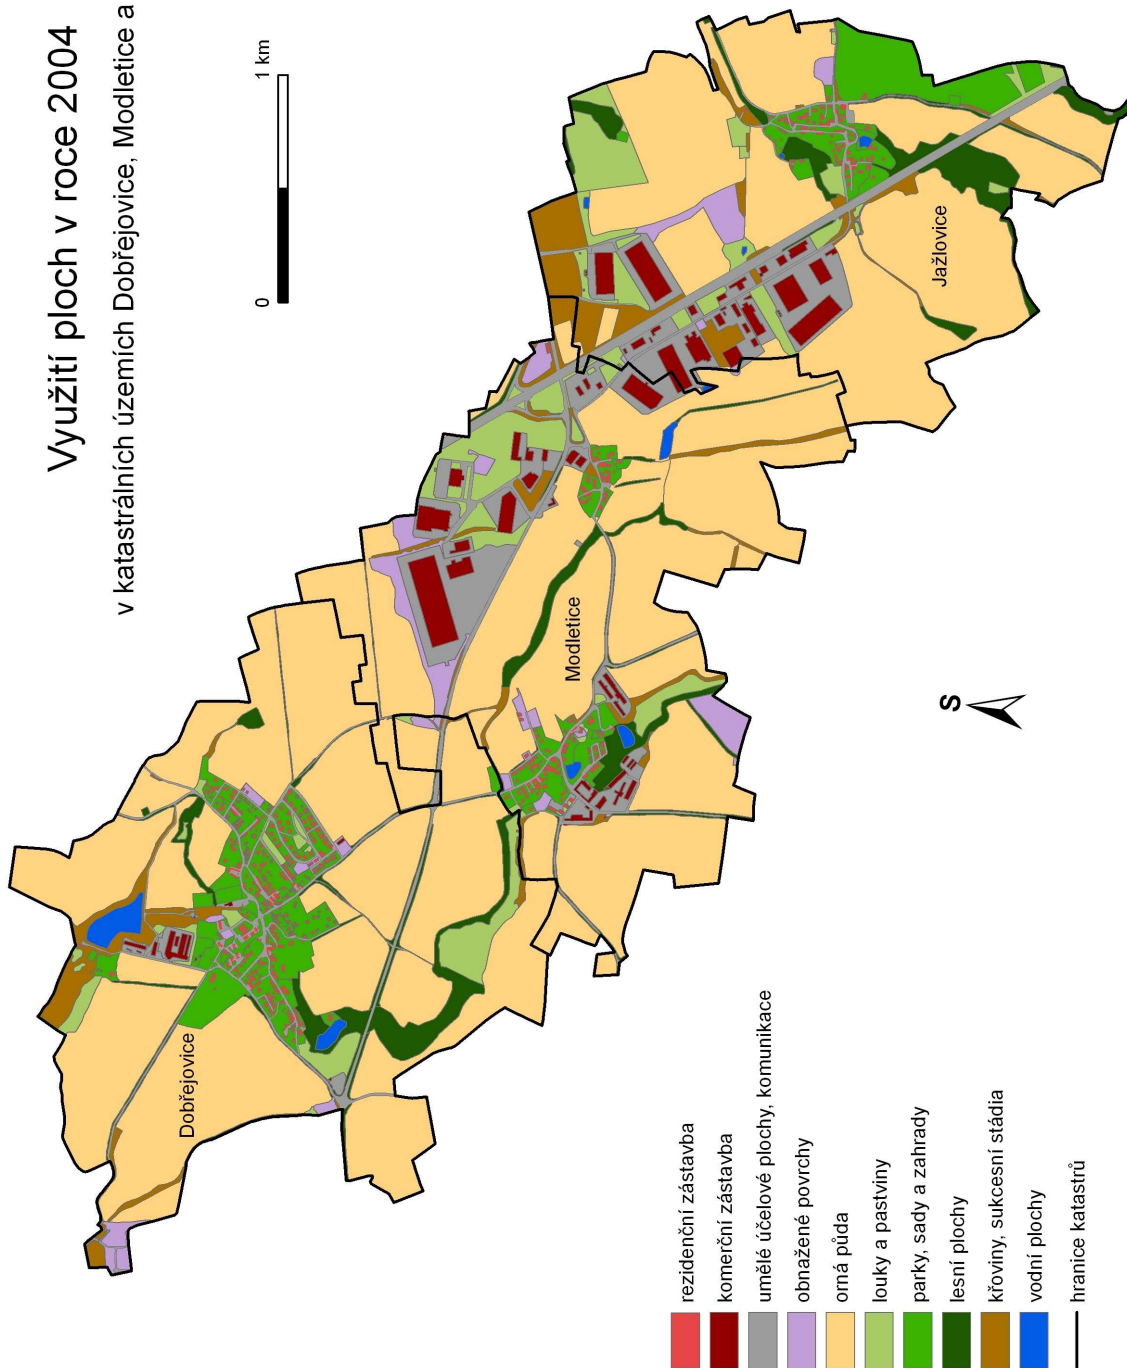 Využití ploch v roce 2004
v katastrálních územích Dobřejovice, Modletice a
0 1 km
Dobřejovice
Modletice
Jažlovice
S
rezidenční zástavba
komerční zástavba
umělé účelové plochy, komunikace
obnažené povrchy
orná půda
louky a pastviny
parky, sady a zahrady
lesní plochy
křoviny, sukcesní stádia
vodní plochy
hranice katastrů